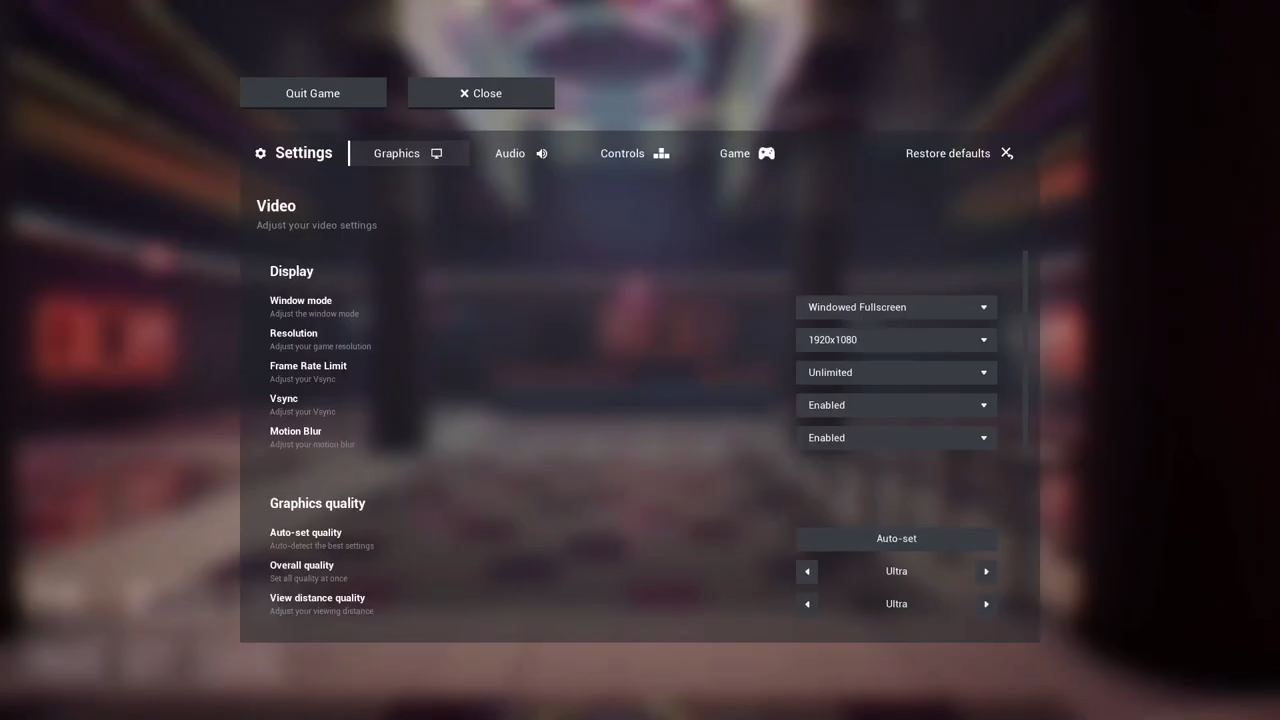 Quit Game
Close
Settings
Graphics
Audio
Controls
Game
Restore defaults
Video
Adjust your video settings
Display
Window mode
Adjust the window mode
Windowed Fullscreen
Resolution
Adjust your game resolution
1920x1080
Frame Rate Limit
Adjust your Vsync
Unlimited
Vsync
Adjust your Vsync
Enabled
Motion Blur
Adjust your motion blur
Enabled
Graphics quality
Auto-set quality
Auto-detect the best settings
Auto-set
Overall quality
Set all quality at once
Ultra
View distance quality
Adjust your viewing distance
Ultra